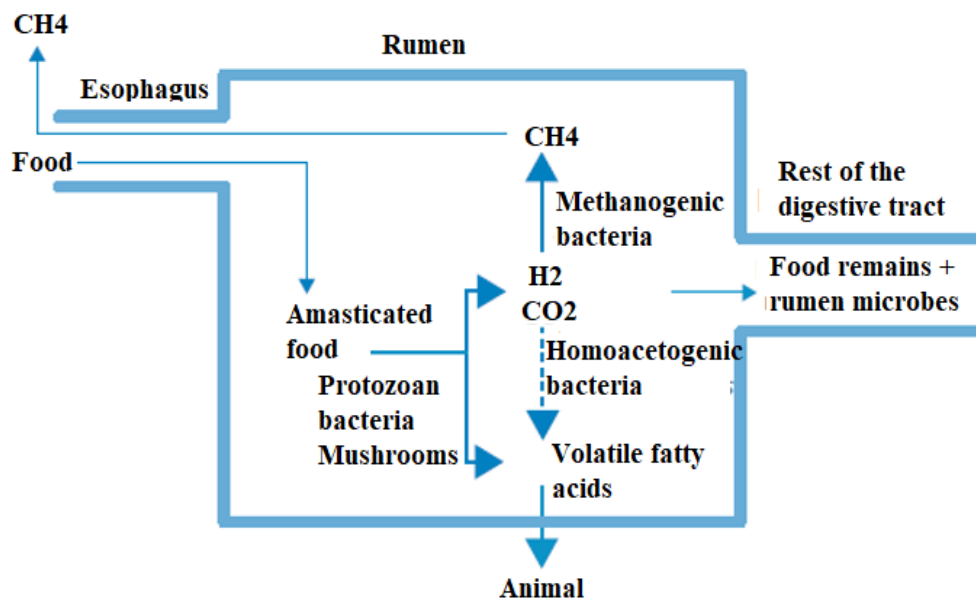 CH4
Rumen
Esophagus
CH4
Food
Rest of the
digestive tract
Methanogenic
bacteria
H2
CO2
Food remains +
rumen microbes
Amasticated
food
Homoacetogenic
bacteria
Protozoan
bacteria
Mushrooms
Volatile fatty
acids
Animal